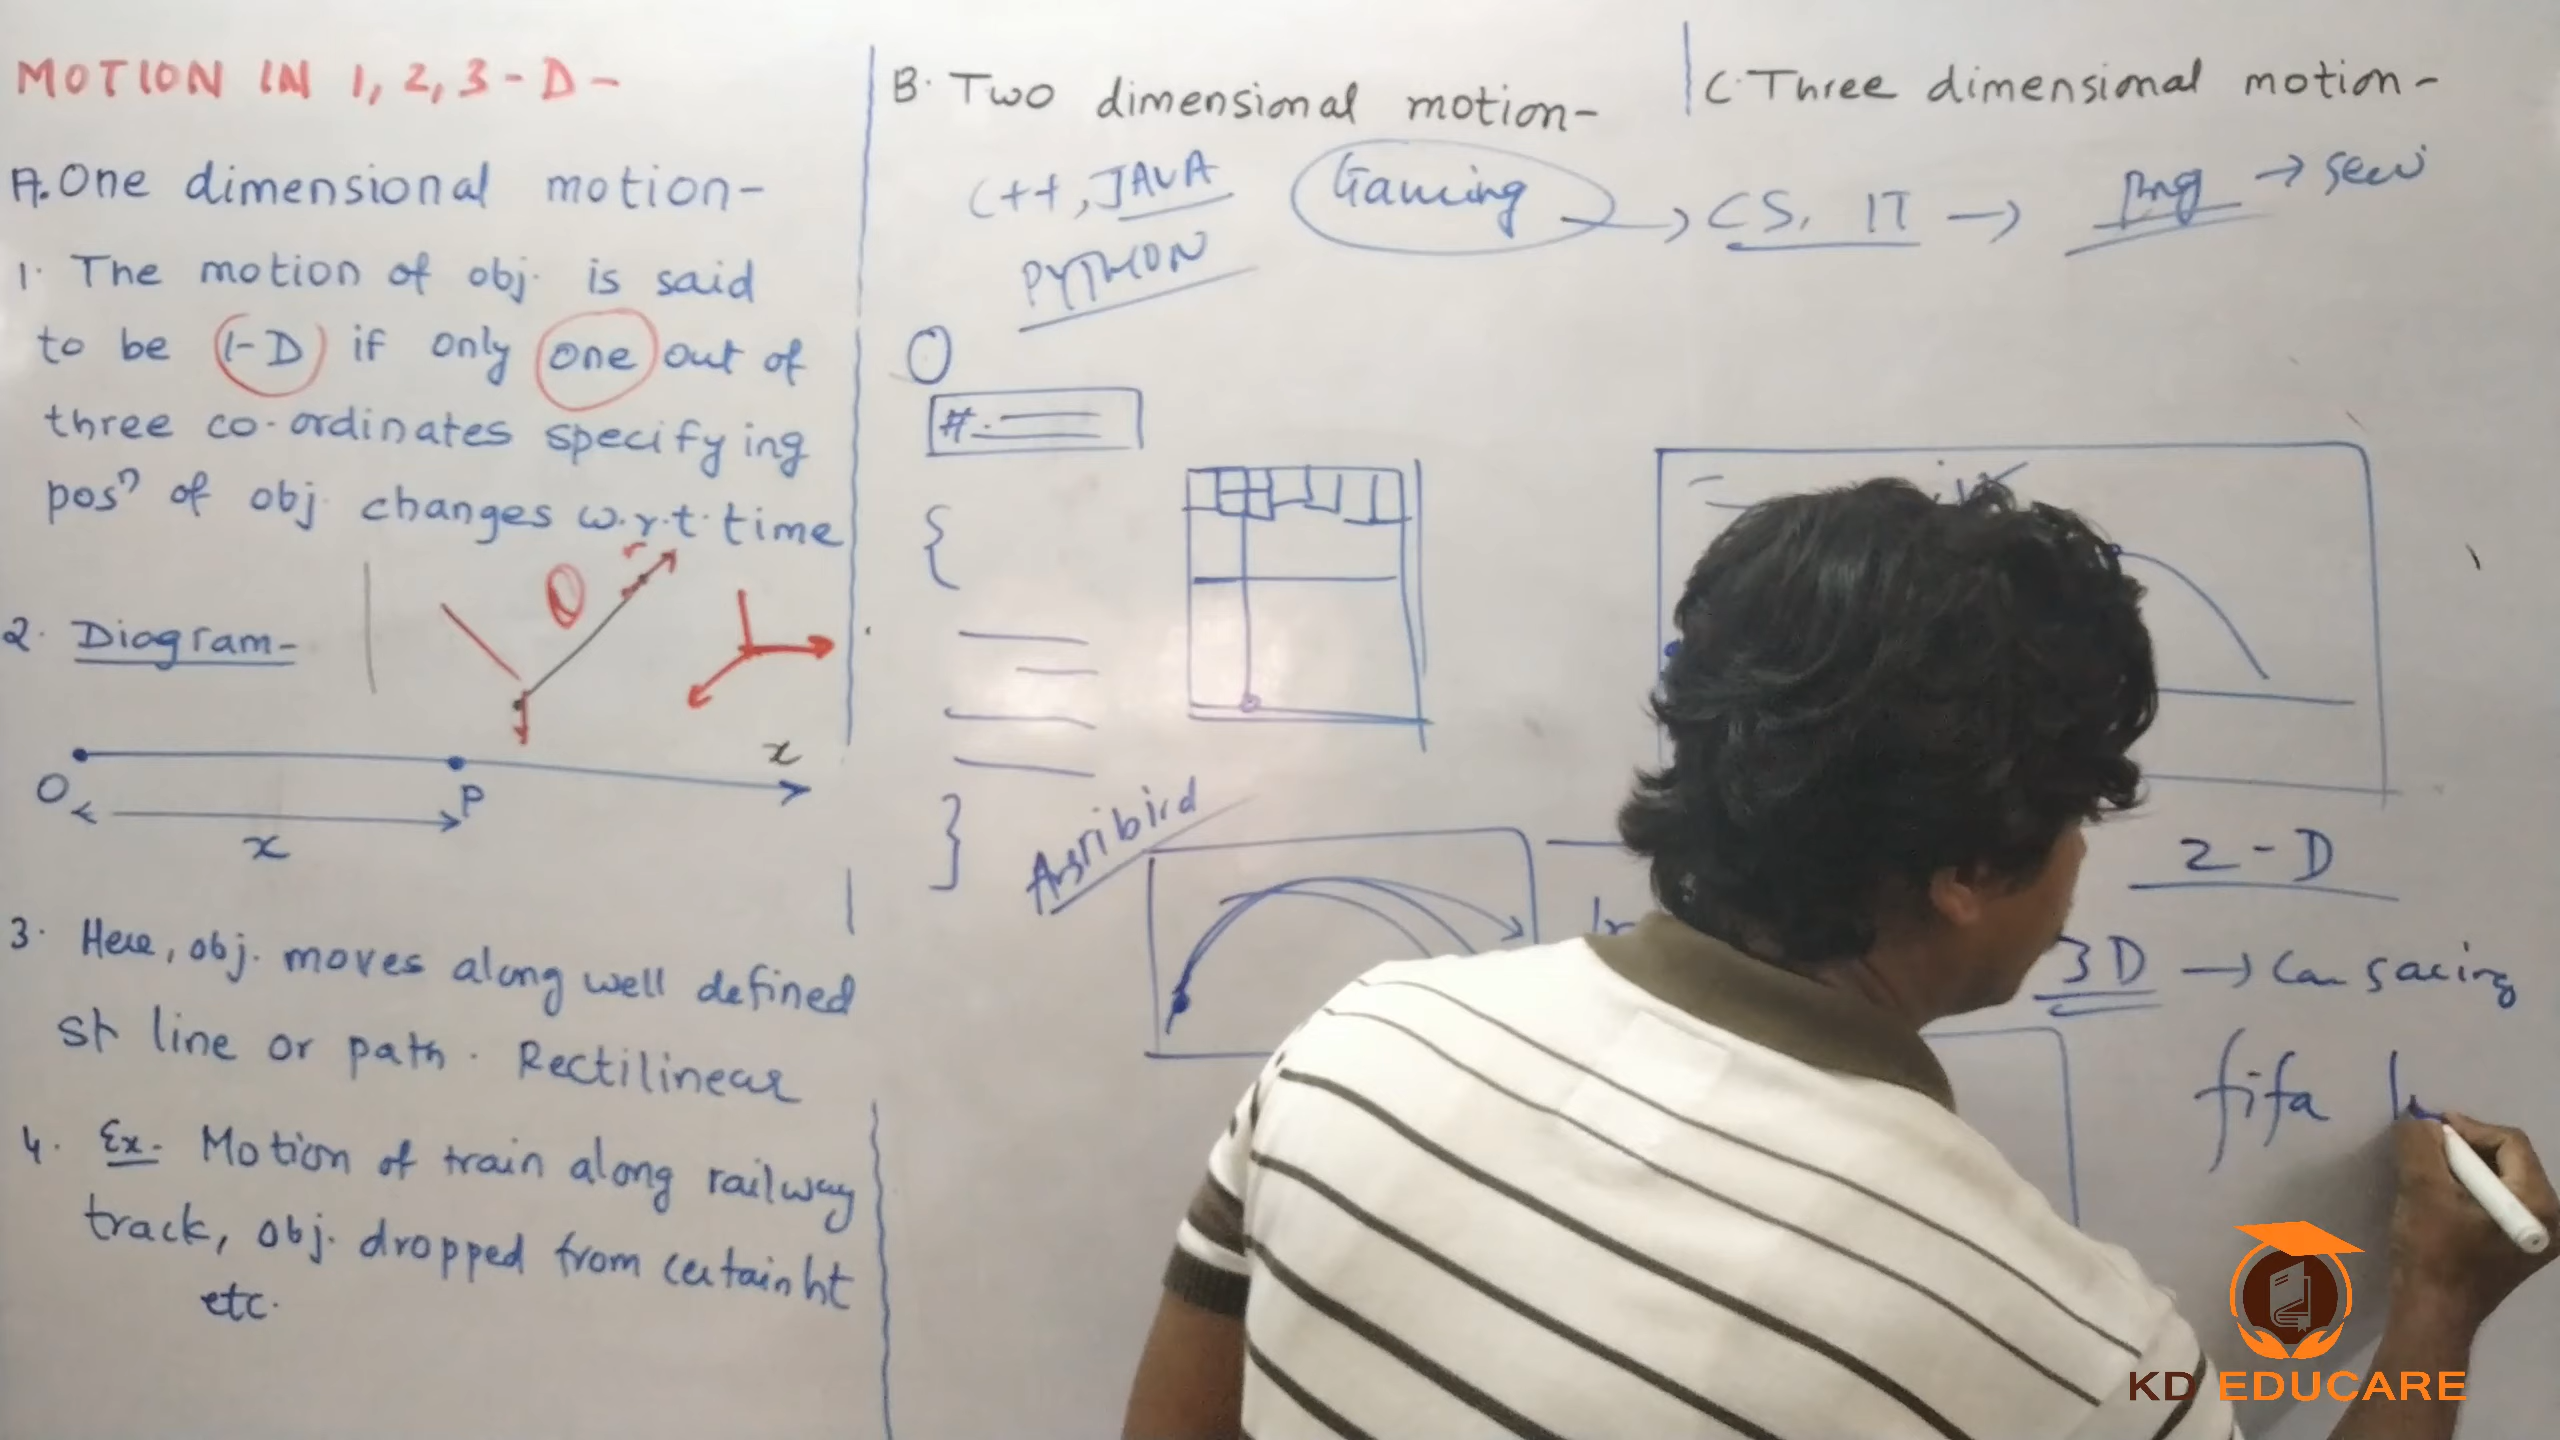 MOTION IN 1, 2, 3 - D -
A. One dimensional motion-
1. The motion of obj. is said
to be 1-D if only one out of
three co-ordinates specifying
posⁿ of obj. changes w.r.t. time
2. Diagram-
x
O
P
x
3. Here, obj. moves along well defined
st line or path. Rectilinear
4. Ex. Motion of train along railway
track, obj. dropped from certain ht
etc.
B. Two dimensional motion-
C++, JAVA
PYTHON
Gaming → CS, IT →
#.
{
}
Agribird
C. Three dimensional motion-
2-D
3D →
fifa
KD EDUCARE